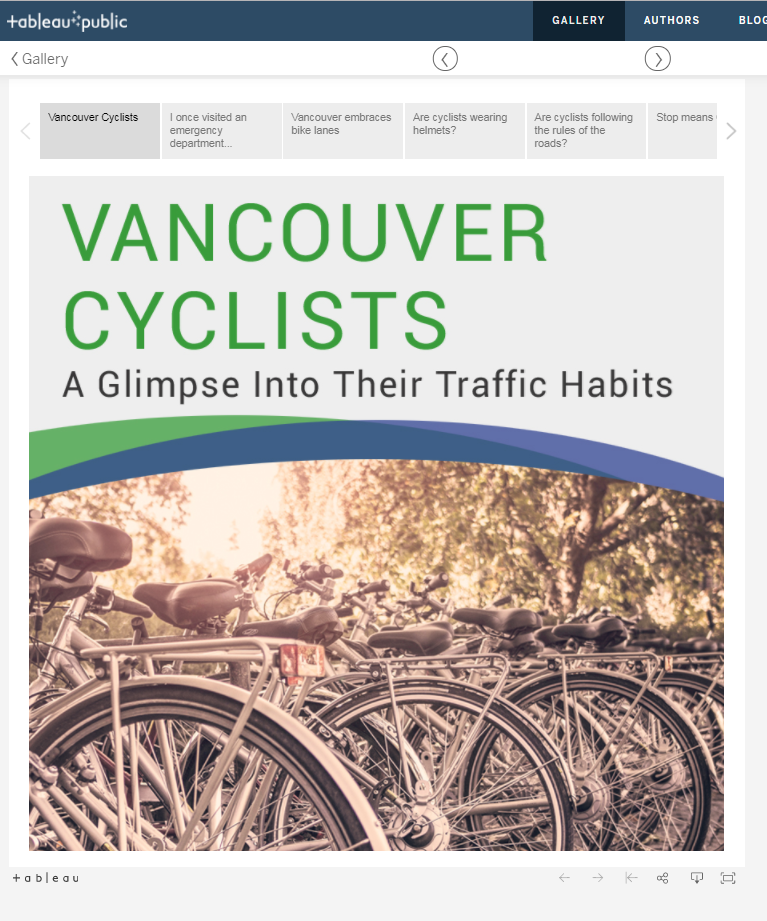 +ableau+public
GALLERY
AUTHORS
Gallery
Vancouver Cyclists
I once visited an
emergency
department...
Vancouver embraces
bike lanes
Are cyclists wearing
helmets?
Are cyclists following
the rules of the
roads?
Stop means
VANCOUVER
CYCLISTS
A Glimpse Into Their Traffic Habits
+ableau